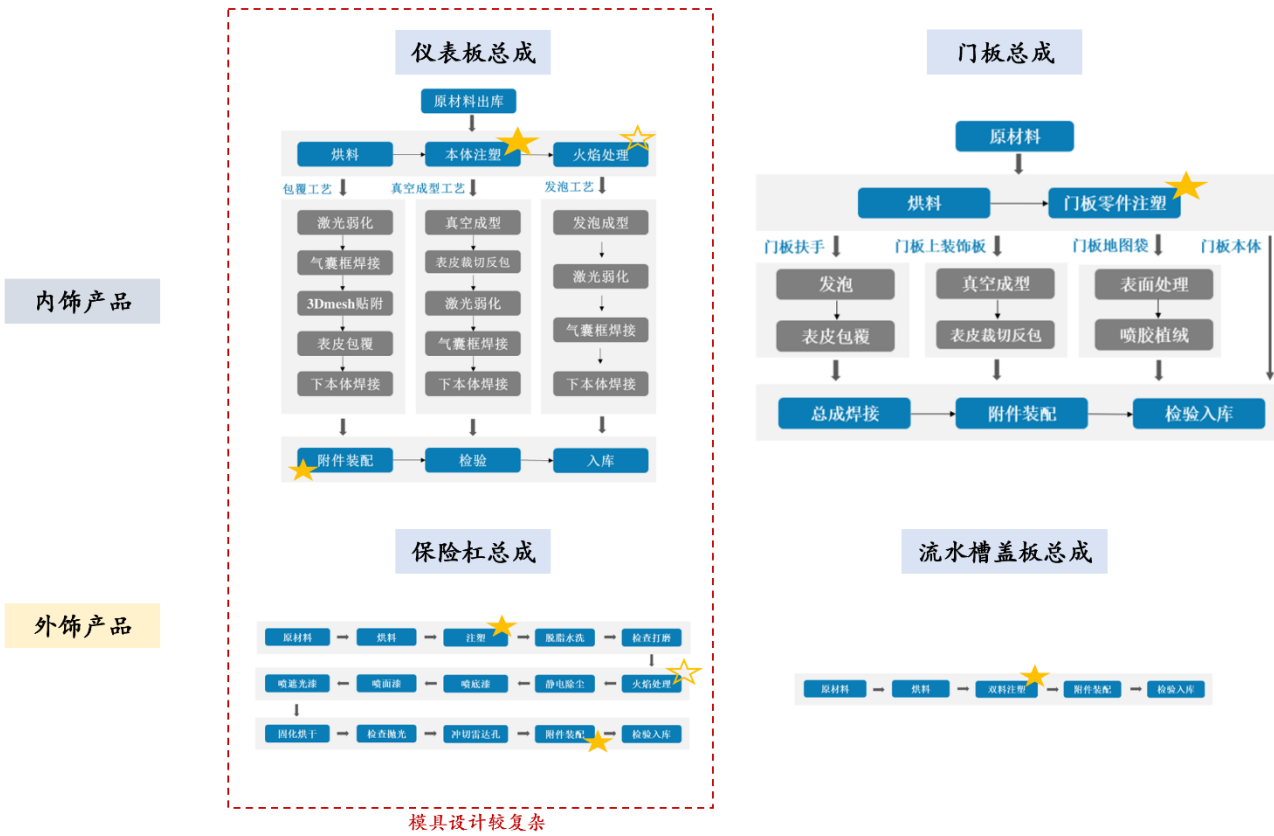 仪表板总成
门板总成
原材料出库
烘料
本体注塑
火焰处理
包覆工艺
真空成型工艺
发泡工艺
激光弱化
气囊框焊接
3Dmesh贴附
表皮包覆
下本体焊接
真空成型
表皮裁切反包
激光弱化
气囊框焊接
下本体焊接
发泡成型
激光弱化
气囊框焊接
下本体焊接
附件装配
检验
入库
原材料
烘料
门板零件注塑
门板扶手
门板上装饰板
门板地图袋
门板本体
发泡
表皮包覆
真空成型
表皮裁切反包
表面处理
喷胶植绒
总成焊接
附件装配
检验入库
内饰产品
保险杠总成
流水槽盖板总成
外饰产品
原材料
烘料
注塑
脱脂水洗
检查打磨
喷遮光漆
喷面漆
喷底漆
静电除尘
火焰处理
固化烘干
检查抛光
冲切雷达孔
附件装配
检验入库
原材料
烘料
双料注塑
附件装配
检验入库
模具设计较复杂